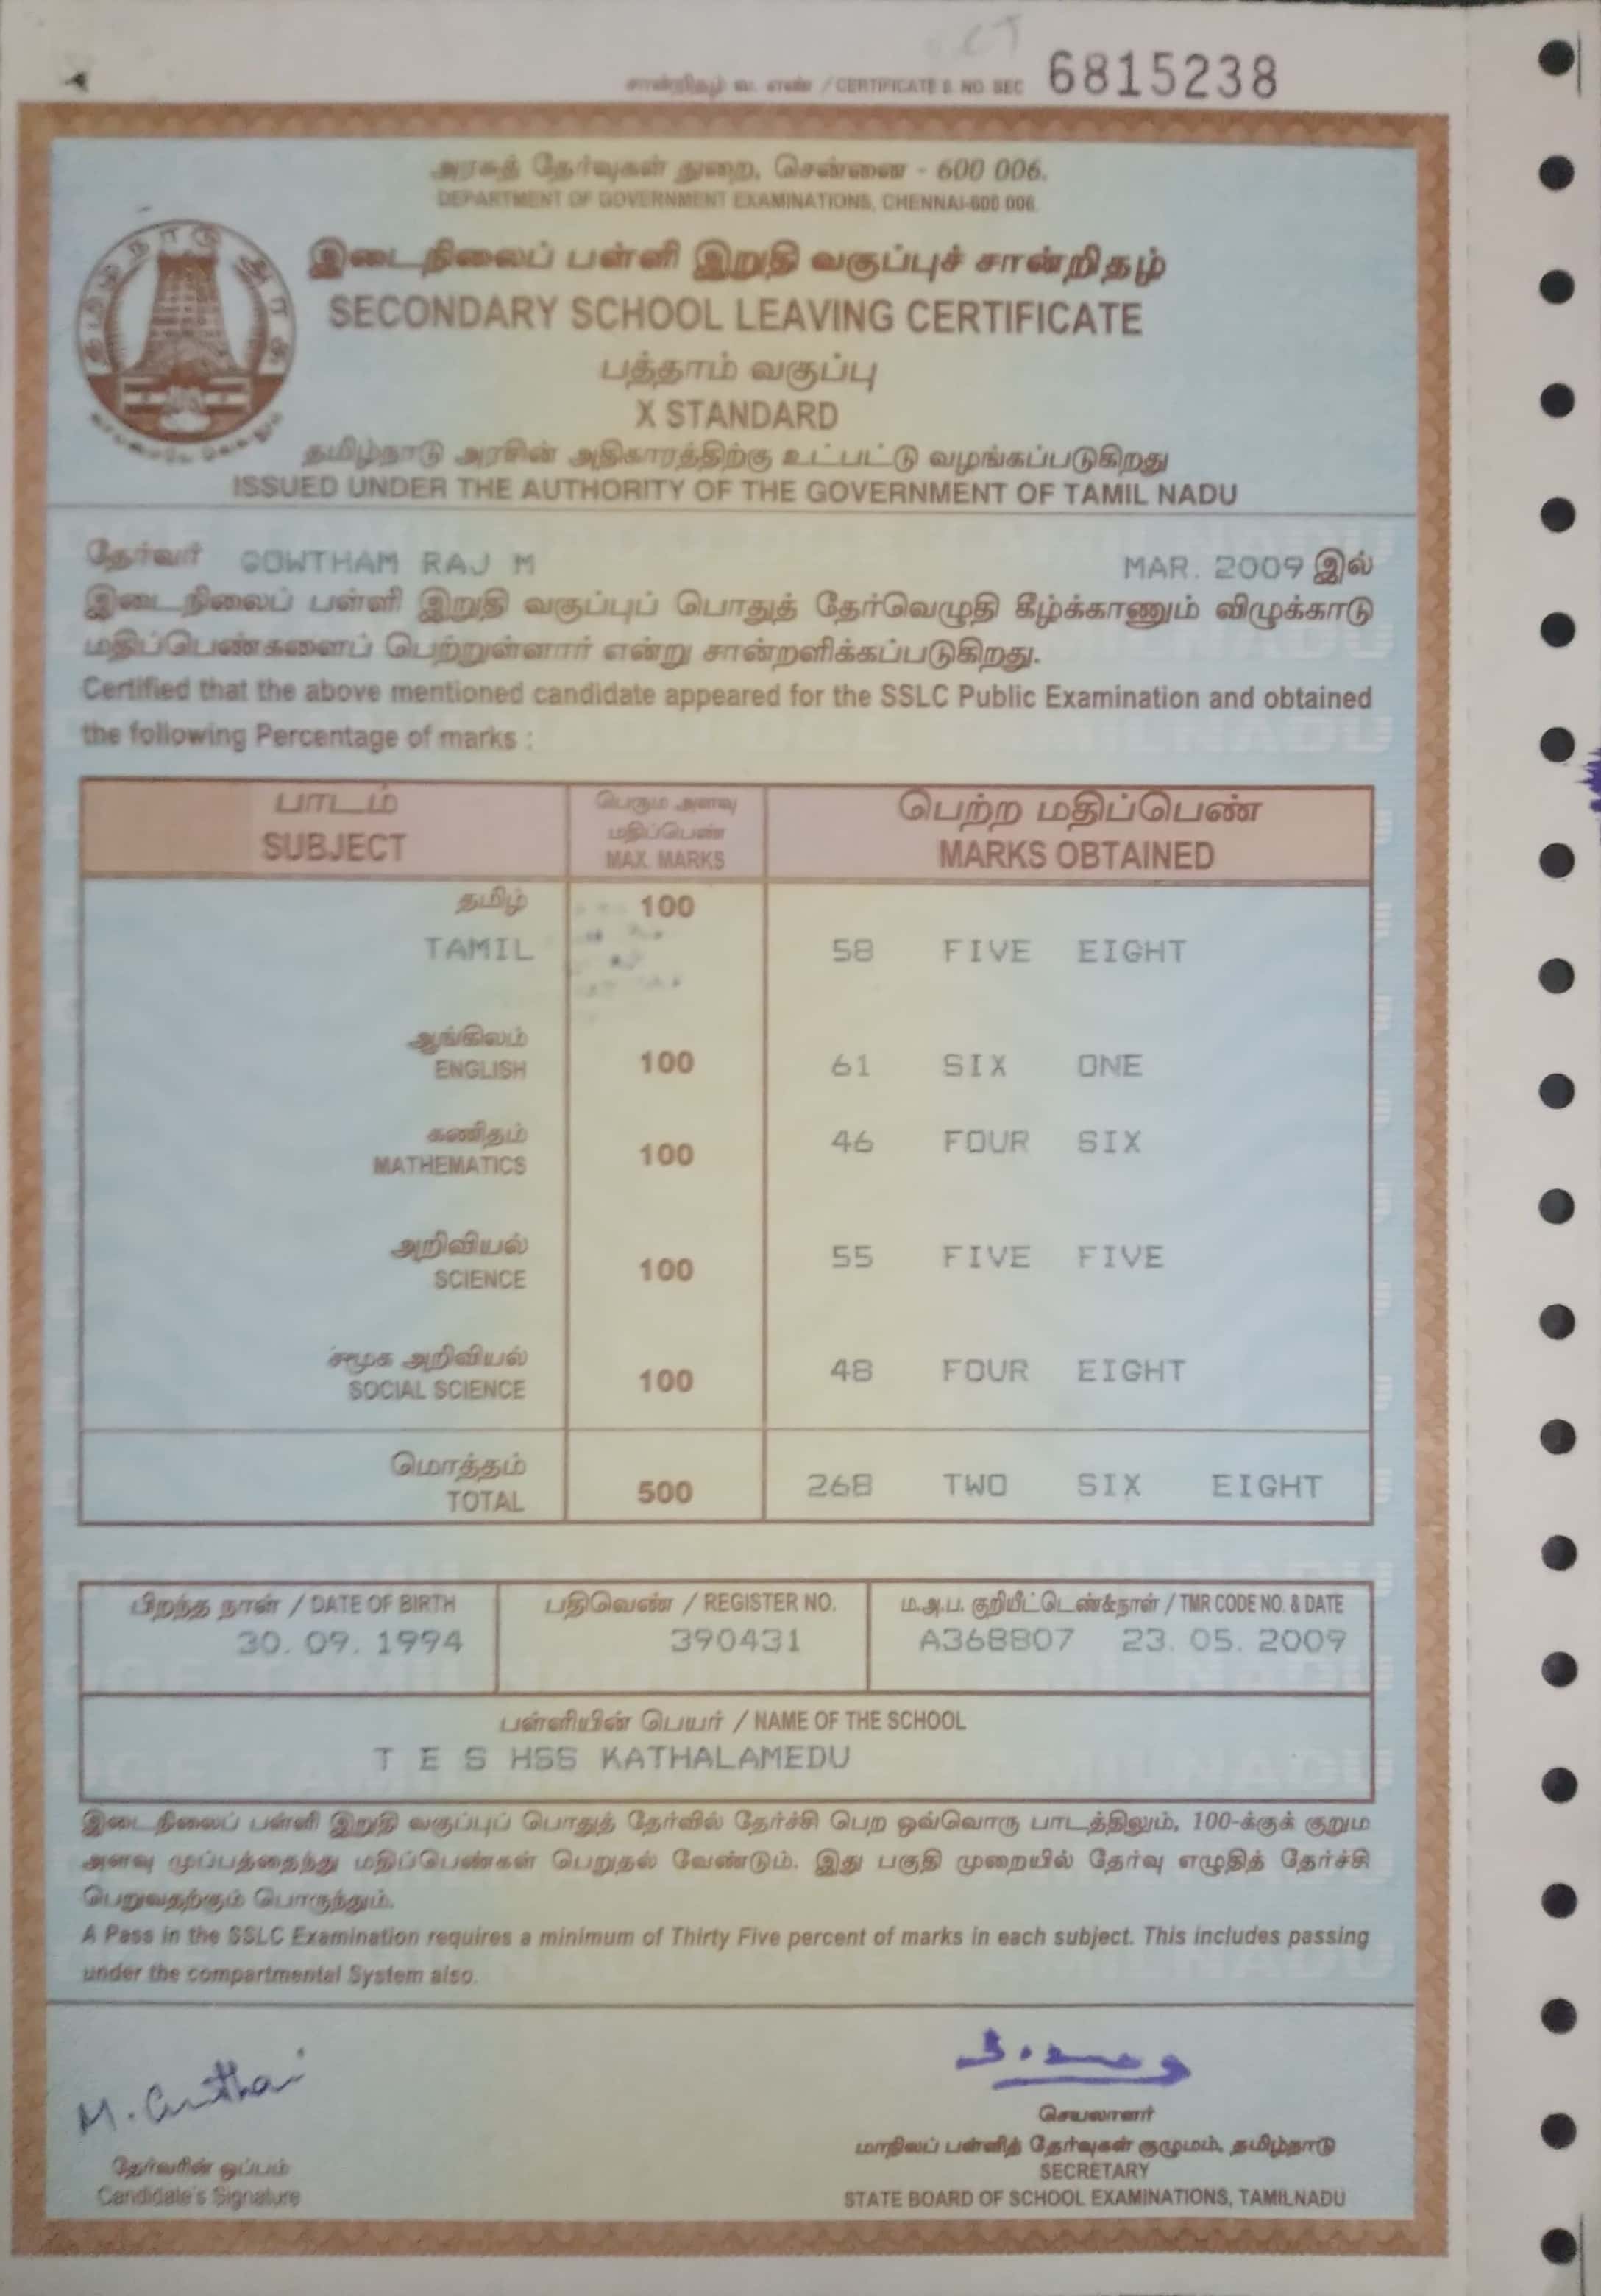 சான்றிதழ் வ. எண் / CERTIFICATE S. NO. SEC 6815238
அரசுத் தேர்வுகள் துறை, சென்னை - 600 006.
DEPARTMENT OF GOVERNMENT EXAMINATIONS, CHENNAI-600 006.
தமிழ்நாடு அரசு
இடைநிலைப் பள்ளி இறுதி வகுப்புச் சான்றிதழ்
SECONDARY SCHOOL LEAVING CERTIFICATE
பத்தாம் வகுப்பு
X STANDARD
தமிழ்நாடு அரசின் அதிகாரத்திற்கு உட்பட்டு வழங்கப்படுகிறது
ISSUED UNDER THE AUTHORITY OF THE GOVERNMENT OF TAMIL NADU
தேர்வர் GOWTHAM RAJ M MAR. 2009 இல்
இடைநிலைப் பள்ளி இறுதி வகுப்புப் பொதுத் தேர்வெழுதி கீழ்க்காணும் விழுக்காடு
மதிப்பெண்களைப் பெற்றுள்ளார் என்று சான்றளிக்கப்படுகிறது.
Certified that the above mentioned candidate appeared for the SSLC Public Examination and obtained
the following Percentage of marks :
பாடம் பெரும அளவு பெற்ற மதிப்பெண்
மதிப்பெண்
SUBJECT MAX. MARKS MARKS OBTAINED
தமிழ் 100
TAMIL 58 FIVE EIGHT
ஆங்கிலம்
ENGLISH 100 61 SIX ONE
கணிதம் 46 FOUR SIX
MATHEMATICS 100
அறிவியல் 55 FIVE FIVE
SCIENCE 100
சமூக அறிவியல் 48 FOUR EIGHT
SOCIAL SCIENCE 100
மொத்தம் 268 TWO SIX EIGHT
TOTAL 500
பிறந்த நாள் / DATE OF BIRTH பதிவெண் / REGISTER NO. ம.அ.ப. குறியீட்டெண்&நாள் / TMR CODE NO. & DATE
30. 09. 1994 390431 A368807 23. 05. 2009
பள்ளியின் பெயர் / NAME OF THE SCHOOL
T E S HSS KATHALAMEDU
இடைநிலைப் பள்ளி இறுதி வகுப்புப் பொதுத் தேர்வில் தேர்ச்சி பெற ஒவ்வொரு பாடத்திலும், 100-க்குக் குறும
அளவு முப்பத்தைந்து மதிப்பெண்கள் பெறுதல் வேண்டும். இது பகுதி முறையில் தேர்வு எழுதித் தேர்ச்சி
பெறுவதற்கும் பொருந்தும்.
A Pass in the SSLC Examination requires a minimum of Thirty Five percent of marks in each subject. This includes passing
under the compartmental System also.
செயலாளர்
மாநிலப் பள்ளித் தேர்வுகள் குழுமம், தமிழ்நாடு
தேர்வரின் ஒப்பம் SECRETARY
Candidate's Signature STATE BOARD OF SCHOOL EXAMINATIONS, TAMILNADU